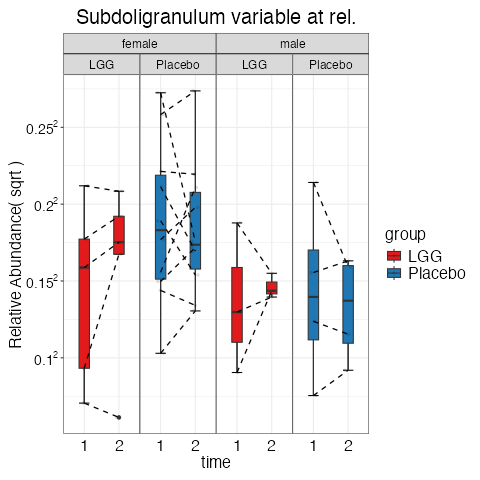 Subdoligranulum variable at rel.
female male
LGG Placebo LGG Placebo
0.25²
0.2²
0.15²
0.1²
Relative Abundance( sqrt )
1 2 1 2 1 2 1 2
time
group
LGG
Placebo